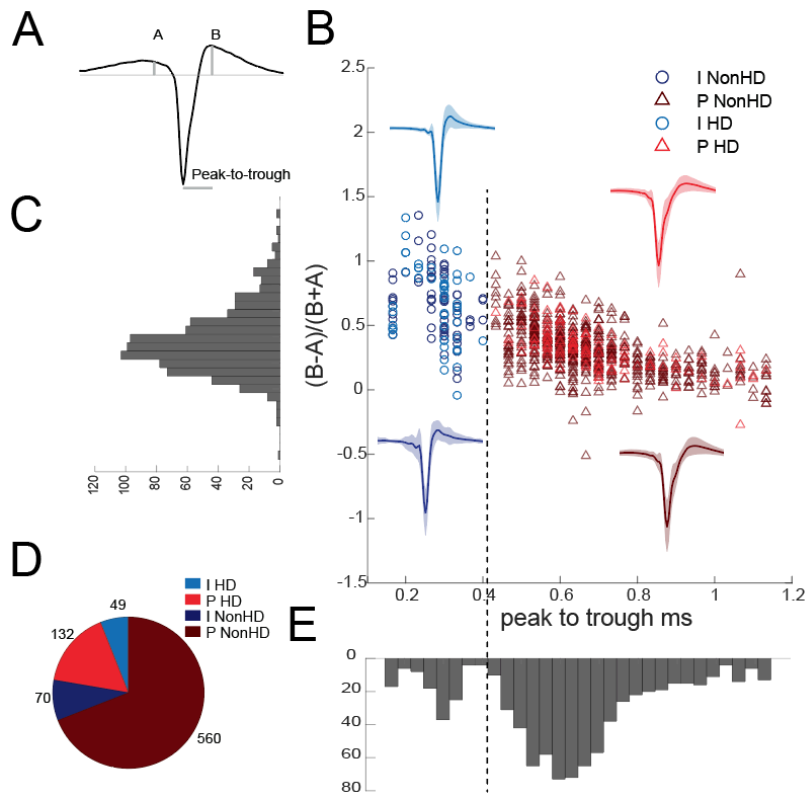 A
A
B
Peak-to-trough
B
2.5
2
1.5
1
0.5
0
-0.5
-1
-1.5
(B-A)/(B+A)
I NonHD
P NonHD
I HD
P HD
0.2
0.4
0.6
0.8
1
1.2
peak to trough ms
C
120
100
80
60
40
20
0
D
I HD
P HD
I NonHD
P NonHD
49
132
70
560
E
0
20
40
60
80